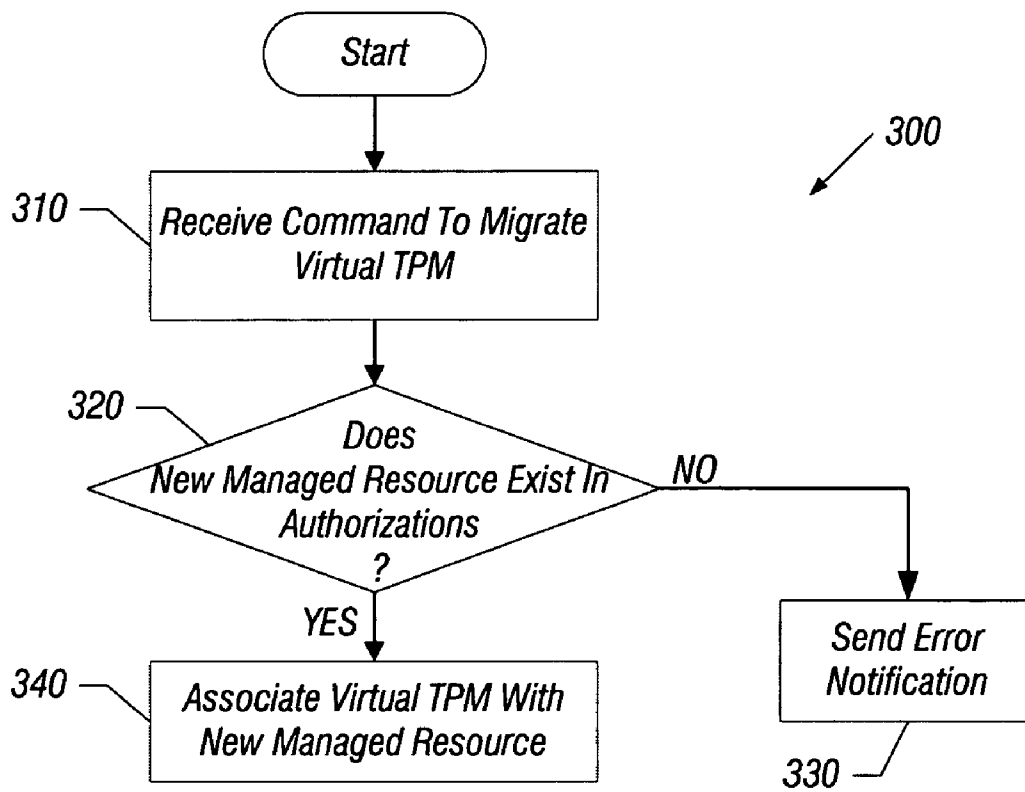 Start
300
310
Receive Command To Migrate
Virtual TPM
320
Does
New Managed Resource Exist In
Authorizations
?
NO
YES
Send Error
Notification
340
Associate Virtual TPM With
New Managed Resource
330